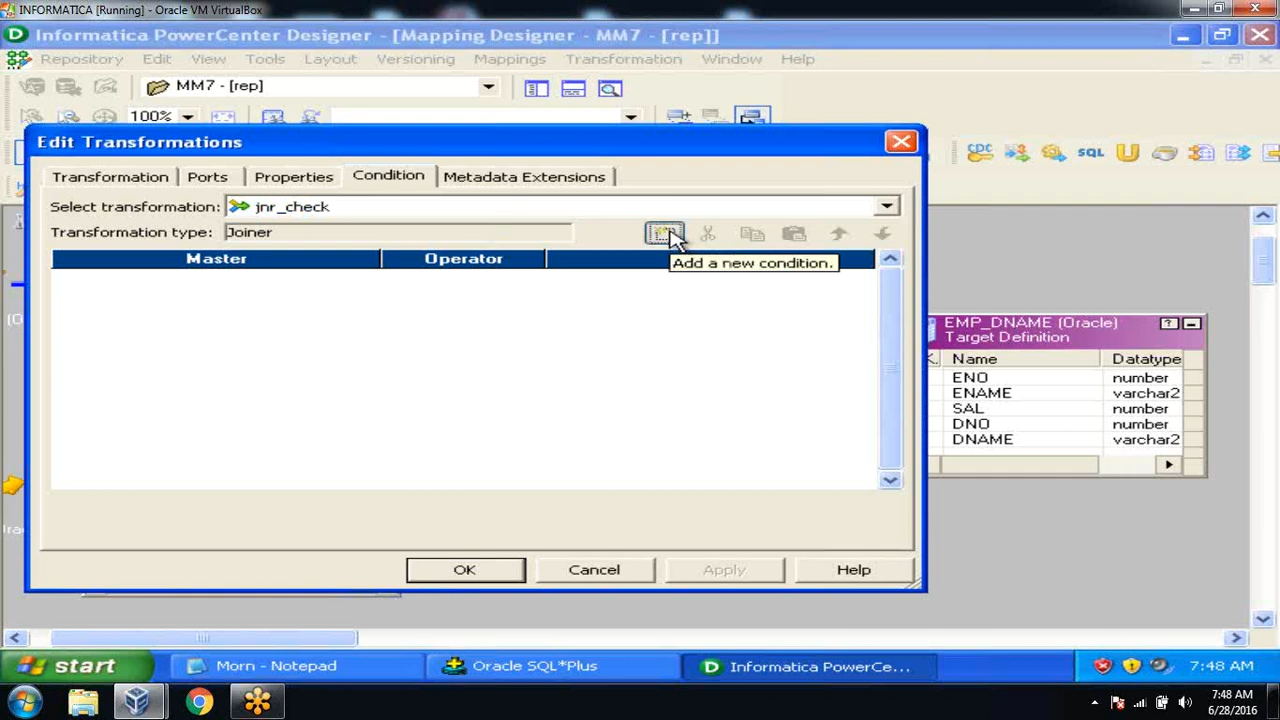 INFORMATICA [Running] - Oracle VM VirtualBox
Informatica PowerCenter Designer - [Mapping Designer - MM7 - [rep]]
Repository Edit View Tools Layout Versioning Mappings Transformation Window Help
MM7 - [rep]
100%
CDC SQL
Edit Transformations
Transformation Ports Properties Condition Metadata Extensions
Select transformation: jnr_check
Transformation type: Joiner
Master Operator
Add a new condition.
EMP_DNAME (Oracle)
Target Definition
K. Name Datatype
ENO number
ENAME varchar2
SAL number
DNO number
DNAME varchar2
OK Cancel Apply Help
start Morn - Notepad Oracle SQL*Plus Informatica PowerCe... 7:48 AM
7:48 AM
6/28/2016